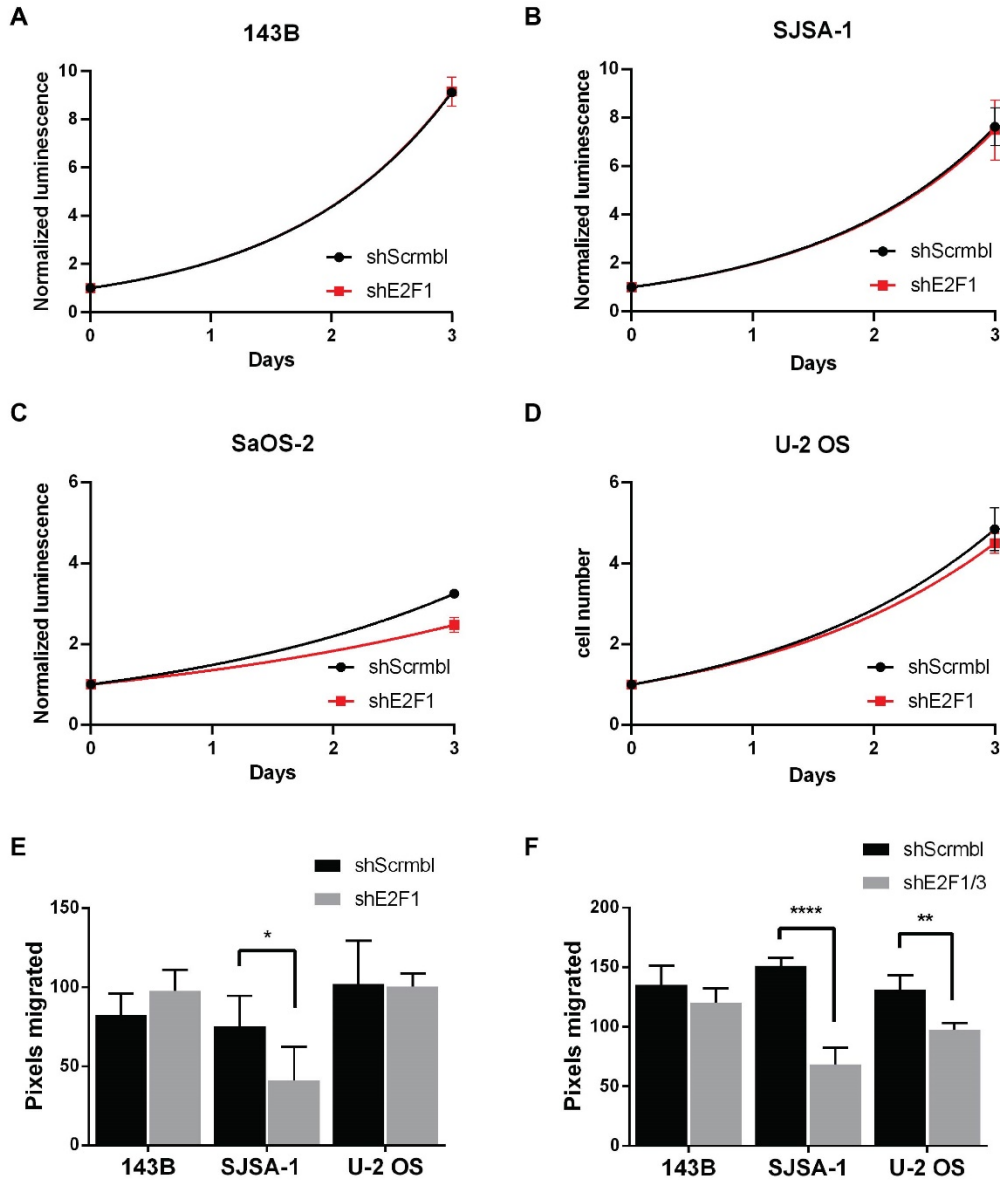 A
143B
Normalized luminescence
10
8
6
4
2
0
0 1 2 3
Days
shScrmbl
shE2F1
B
SJSA-1
Normalized luminescence
10
8
6
4
2
0
0 1 2 3
Days
shScrmbl
shE2F1
C
SaOS-2
Normalized luminescence
6
4
2
0
0 1 2 3
Days
shScrmbl
shE2F1
D
U-2 OS
cell number
6
4
2
0
0 1 2 3
Days
shScrmbl
shE2F1
E
shScrmbl
shE2F1
Pixels migrated
150
100
50
0
*
143B SJSA-1 U-2 OS
F
shScrmbl
shE2F1/3
Pixels migrated
200
150
100
50
0
****
**
143B SJSA-1 U-2 OS